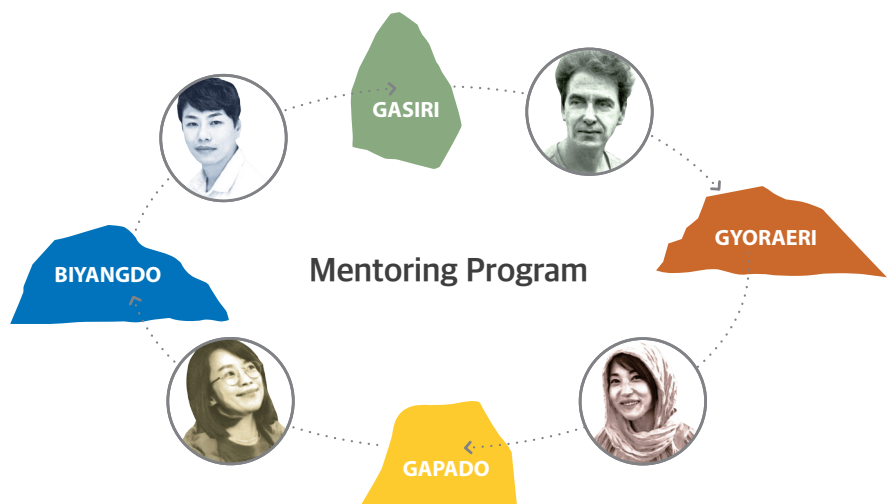 GASIRI
GYORAERI
BIYANGDO
Mentoring Program
GAPADO